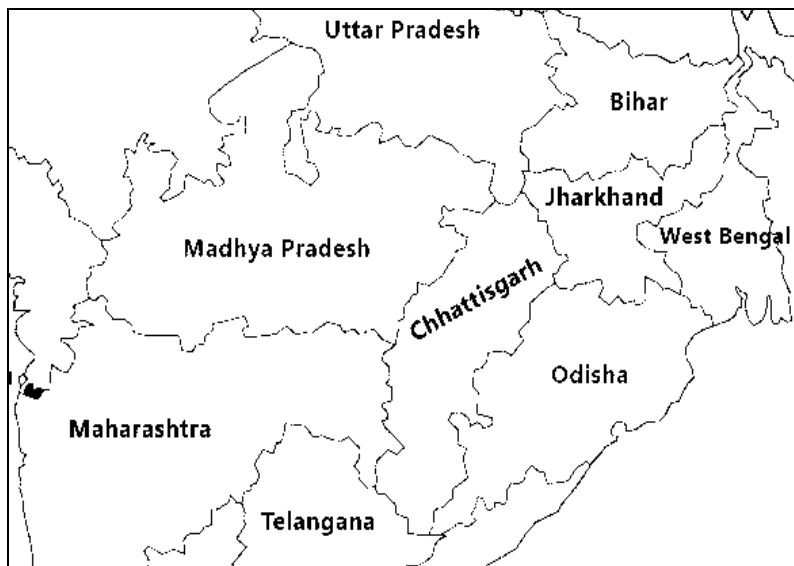 Uttar Pradesh
Bihar
Jharkhand
West Bengal
Madhya Pradesh
Chhattisgarh
Odisha
Maharashtra
Telangana